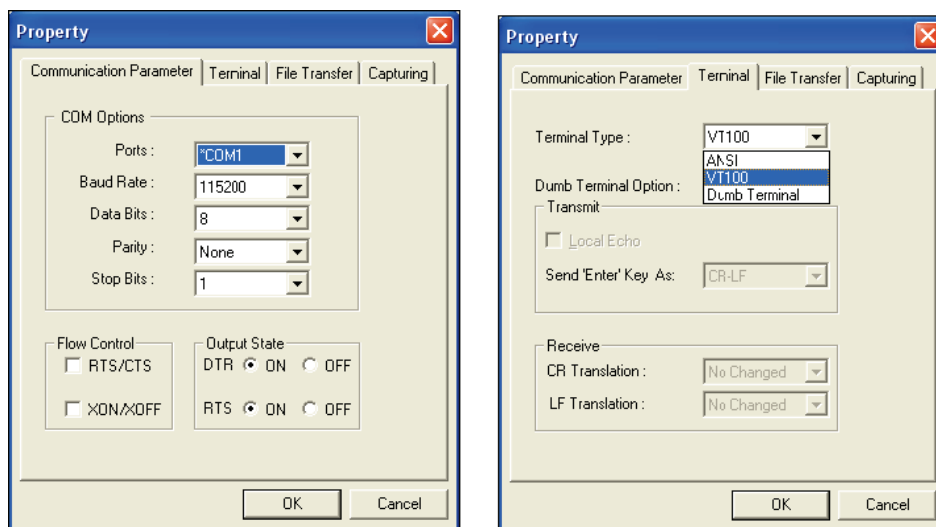 Property
Communication Parameter Terninal File Transfer Capturing
COM Options
Ports :
*COM1
Baud Rate :
115200
Data Bits :
8
Parity :
None
Stop Bits :
1
Flow Control
RTS/CTS
XON/XOFF
Output State
DTR ON OFF
RTS ON OFF
OK Cancel
Property
Communication Parameter Terninal File Transfer Capturing
Terminal Type :
VT100
ANSI
VT100
Dumb Terminal
Dumb Terminal Option :
Transmit
Local Echo
Send 'Enter' Key As:
CR-LF
Receive
CR Translation :
No Changed
LF Translation :
No Changed
OK Cancel